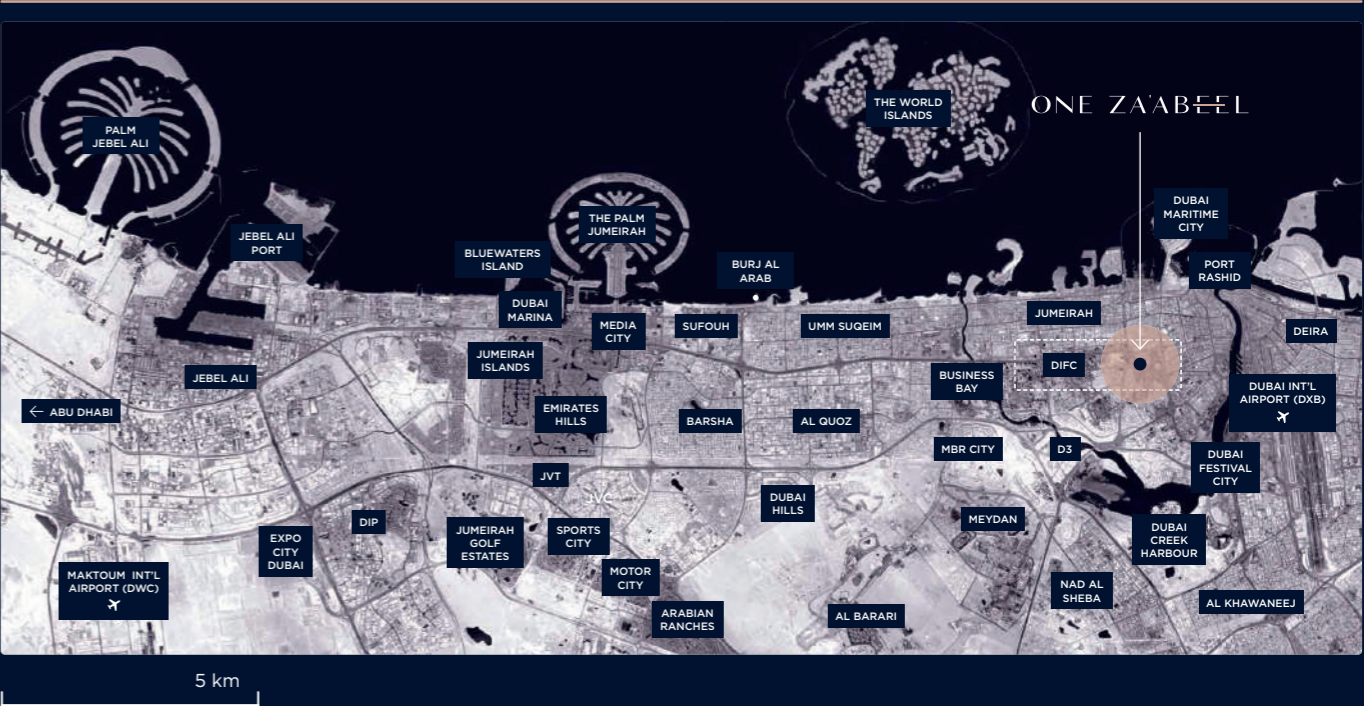 ONE ZA'ABEEL
THE WORLD
ISLANDS
PALM
JEBEL ALI
DUBAI
MARITIME
CITY
THE PALM
JUMEIRAH
JEBEL ALI
PORT
BLUEWATERS
ISLAND
BURJ AL
ARAB
PORT
RASHID
DUBAI
MARINA
MEDIA
CITY
SUFOUH
UMM SUQEIM
JUMEIRAH
DEIRA
JUMEIRAH
ISLANDS
DIFC
JEBEL ALI
BUSINESS
BAY
DUBAI INT'L
AIRPORT (DXB)
← ABU DHABI
EMIRATES
HILLS
BARSHA
AL QUOZ
MBR CITY
D3
DUBAI
FESTIVAL
CITY
JVT
JVC
DUBAI
HILLS
DIP
MEYDAN
EXPO
CITY
DUBAI
JUMEIRAH
GOLF
ESTATES
SPORTS
CITY
DUBAI
CREEK
HARBOUR
MAKTOUM INT'L
AIRPORT (DWC)
MOTOR
CITY
NAD AL
SHEBA
AL KHAWANEEJ
ARABIAN
RANCHES
AL BARARI
5 km